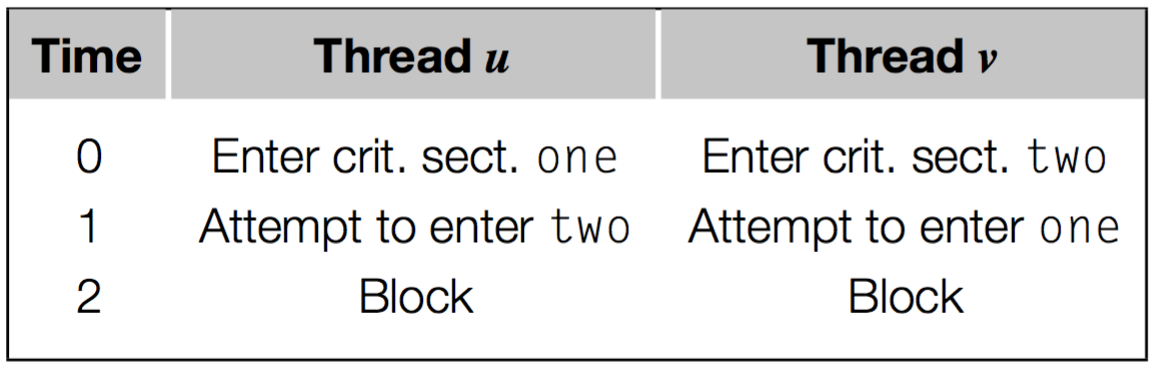 Time Thread u Thread v
0 Enter crit. sect. one Enter crit. sect. two
1 Attempt to enter two Attempt to enter one
2 Block Block